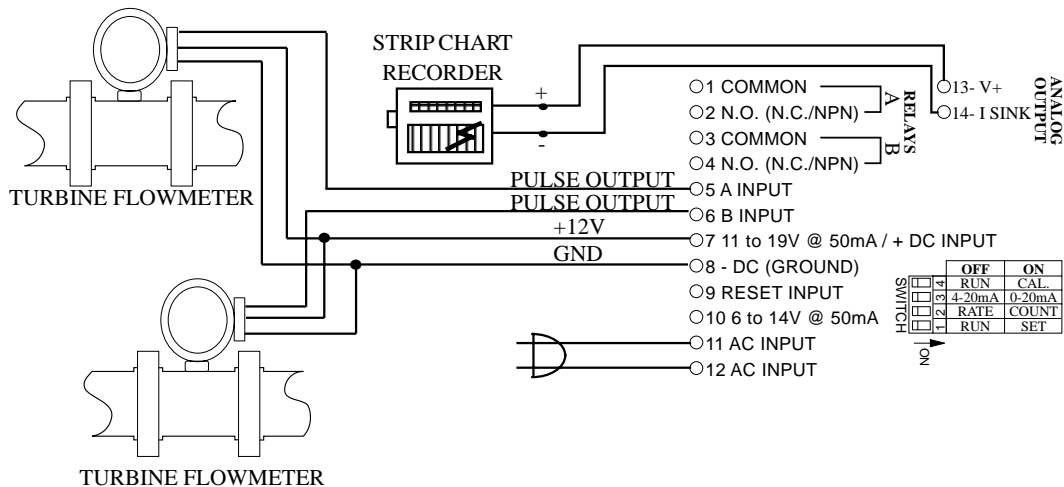 STRIP CHART
RECORDER
+
-
TURBINE FLOWMETER
TURBINE FLOWMETER
PULSE OUTPUT
PULSE OUTPUT
+12V
GND
1 COMMON
2 N.O. (N.C./NPN)
3 COMMON
4 N.O. (N.C./NPN)
5 A INPUT
6 B INPUT
7 11 to 19V @ 50mA / + DC INPUT
8 - DC (GROUND)
9 RESET INPUT
10 6 to 14V @ 50mA
11 AC INPUT
12 AC INPUT
A
B
RELAYS
13- V+
14- I SINK
ANALOG
OUTPUT
SWITCH
OFF ON
4 RUN CAL.
3 4-20mA 0-20mA
2 RATE COUNT
1 RUN SET
ON